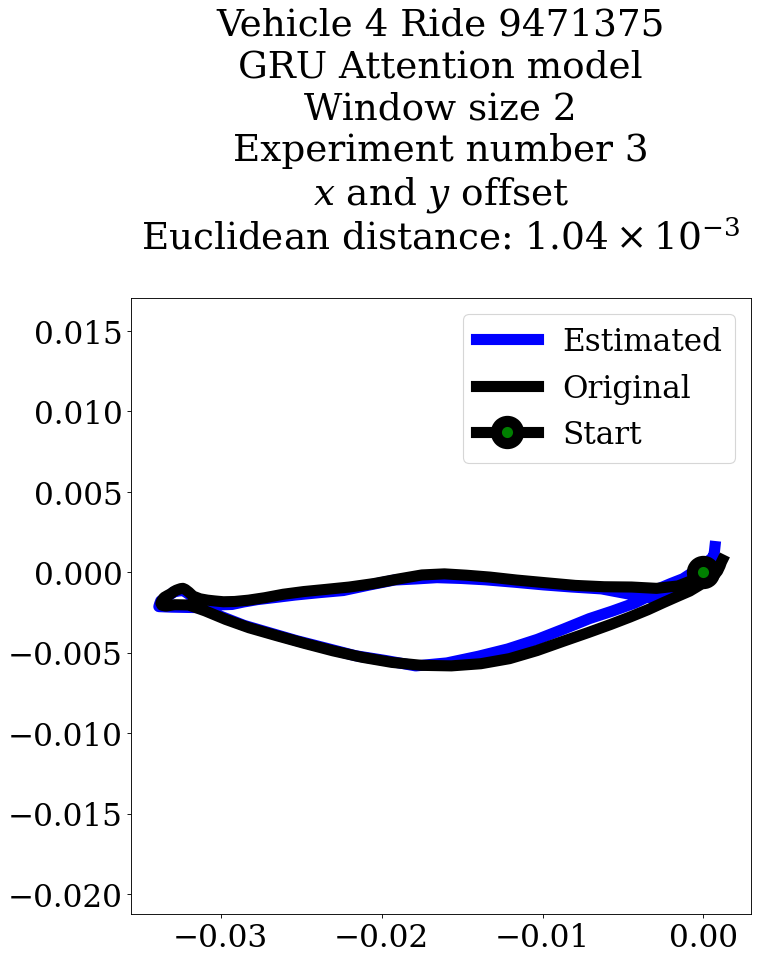 Vehicle 4 Ride 9471375
GRU Attention model
Window size 2
Experiment number 3
x and y offset
Euclidean distance: 1.04 × 10⁻³
Estimated
Original
Start
0.015
0.010
0.005
0.000
−0.005
−0.010
−0.015
−0.020
−0.03 −0.02 −0.01 0.00